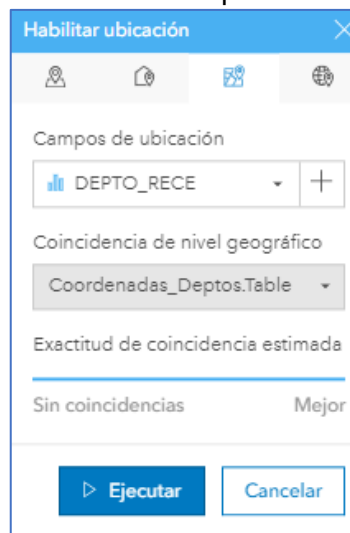 Habilitar ubicación
Campos de ubicación
DEPTO_RECE
Coincidencia de nivel geográfico
Coordenadas_Deptos.Table
Exactitud de coincidencia estimada
Sin coincidencias Mejor
Ejecutar Cancelar